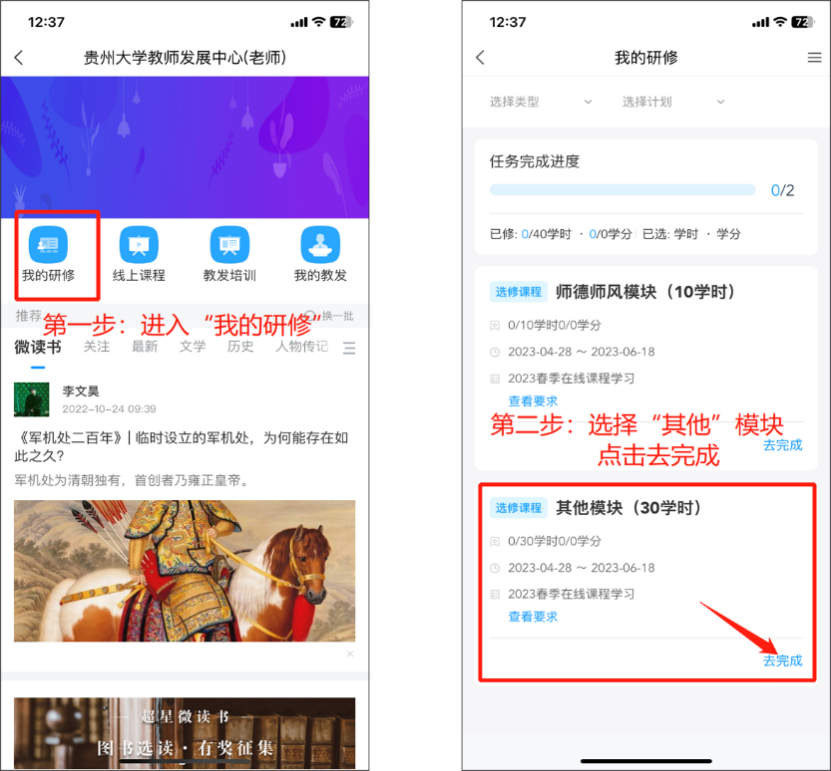 12:37
72
贵州大学教师发展中心(老师)
我的研修
线上课程
教发培训
我的教发
推荐
换一批
第一步：进入“我的研修”
微读书
关注
最新
文学
历史
人物传记
李文昊
2022-10-24 09:39
《军机处二百年》| 临时设立的军机处，为何能存在如
此之久？
军机处为清朝独有，首创者乃雍正皇帝。
超星微读书
图书选读·有奖征集
12:37
72
我的研修
选择类型
选择计划
任务完成进度
0/2
已修: 0/40学时 · 0/0学分
已选: 学时 · 学分
选修课程
师德师风模块（10学时）
0/10学时0/0学分
2023-04-28 ～ 2023-06-18
2023春季在线课程学习
查看要求
第二步：选择“其他”模块
点击去完成
去完成
选修课程
其他模块（30学时）
0/30学时0/0学分
2023-04-28 ～ 2023-06-18
2023春季在线课程学习
查看要求
去完成